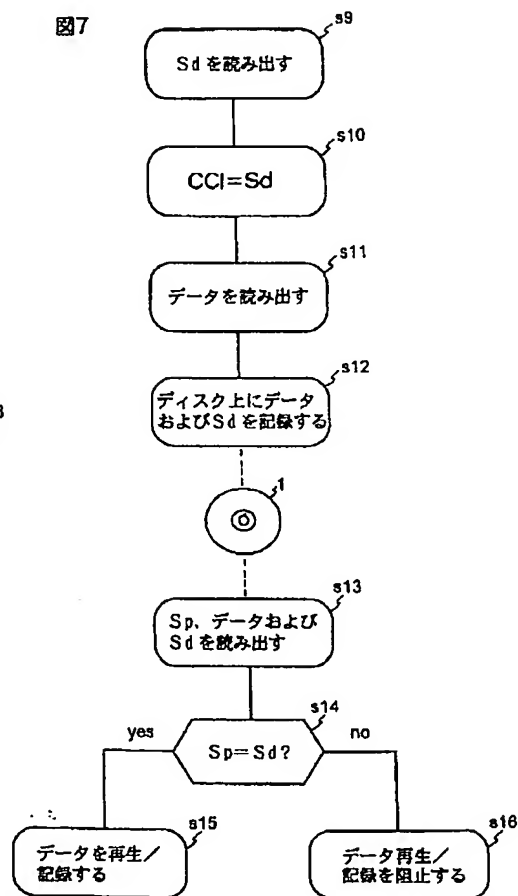 図7
s9
Sdを読み出す
s10
CCI=Sd
s11
データを読み出す
s12
ディスク上にデータ
およびSdを記録する
1
s13
Sp、データおよび
Sdを読み出す
s14
yes
Sp=Sd?
no
s15
データを再生/
記録する
s16
データ再生/
記録を阻止する